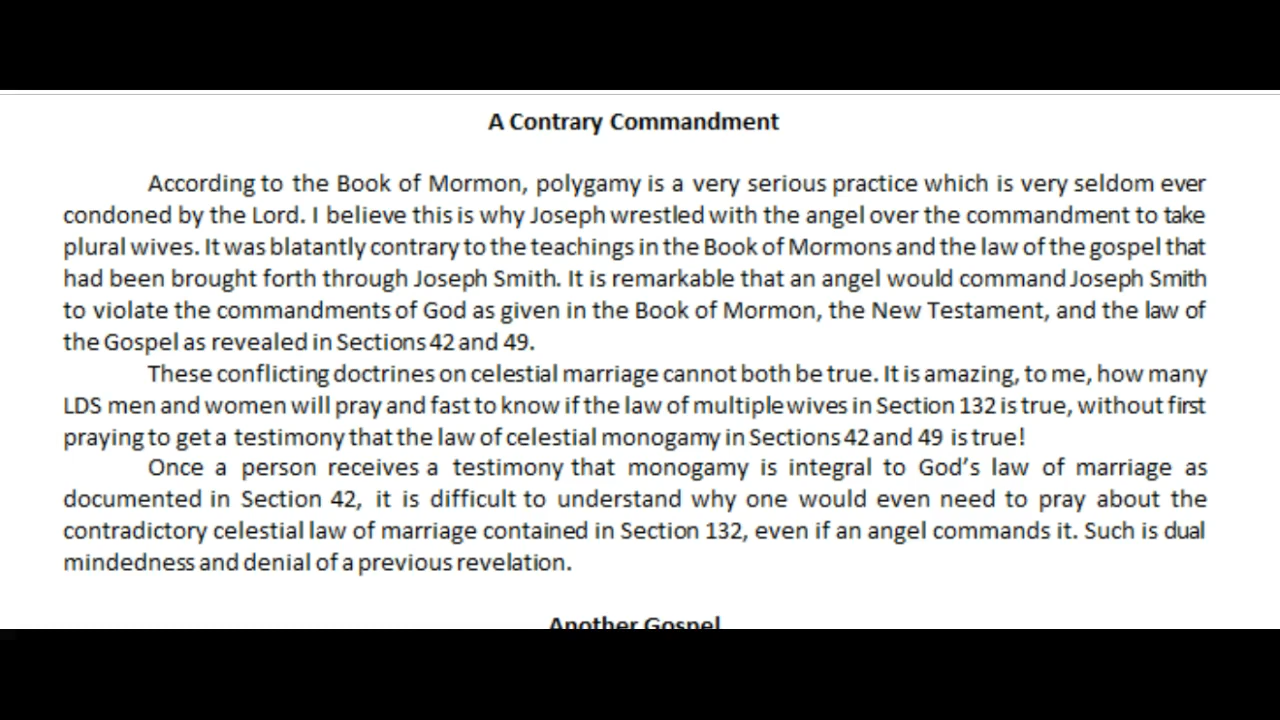 A Contrary Commandment
According to the Book of Mormon, polygamy is a very serious practice which is very seldom ever
condoned by the Lord. I believe this is why Joseph wrestled with the angel over the commandment to take
plural wives. It was blatantly contrary to the teachings in the Book of Mormons and the law of the gospel that
had been brought forth through Joseph Smith. It is remarkable that an angel would command Joseph Smith
to violate the commandments of God as given in the Book of Mormon, the New Testament, and the law of
the Gospel as revealed in Sections 42 and 49.
These conflicting doctrines on celestial marriage cannot both be true. It is amazing, to me, how many
LDS men and women will pray and fast to know if the law of multiple wives in Section 132 is true, without first
praying to get a testimony that the law of celestial monogamy in Sections 42 and 49 is true!
Once a person receives a testimony that monogamy is integral to God's law of marriage as
documented in Section 42, it is difficult to understand why one would even need to pray about the
contradictory celestial law of marriage contained in Section 132, even if an angel commands it. Such is dual
mindedness and denial of a previous revelation.
Another Gospel